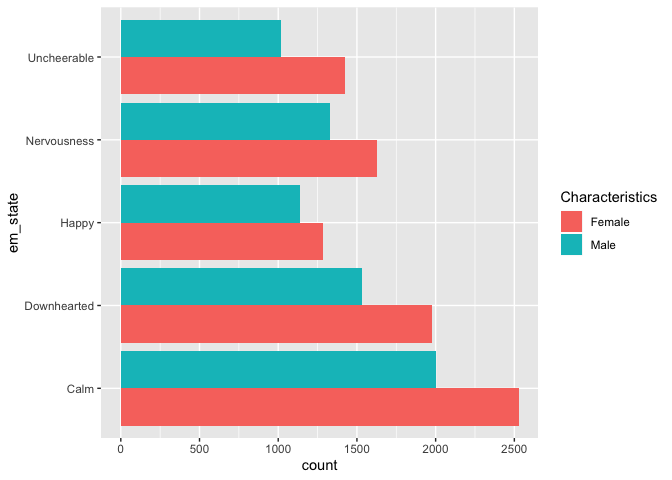 Uncheerable
Nervousness
Happy
Downhearted
Calm
em_state
0 500 1000 1500 2000 2500
count
Characteristics
Female
Male